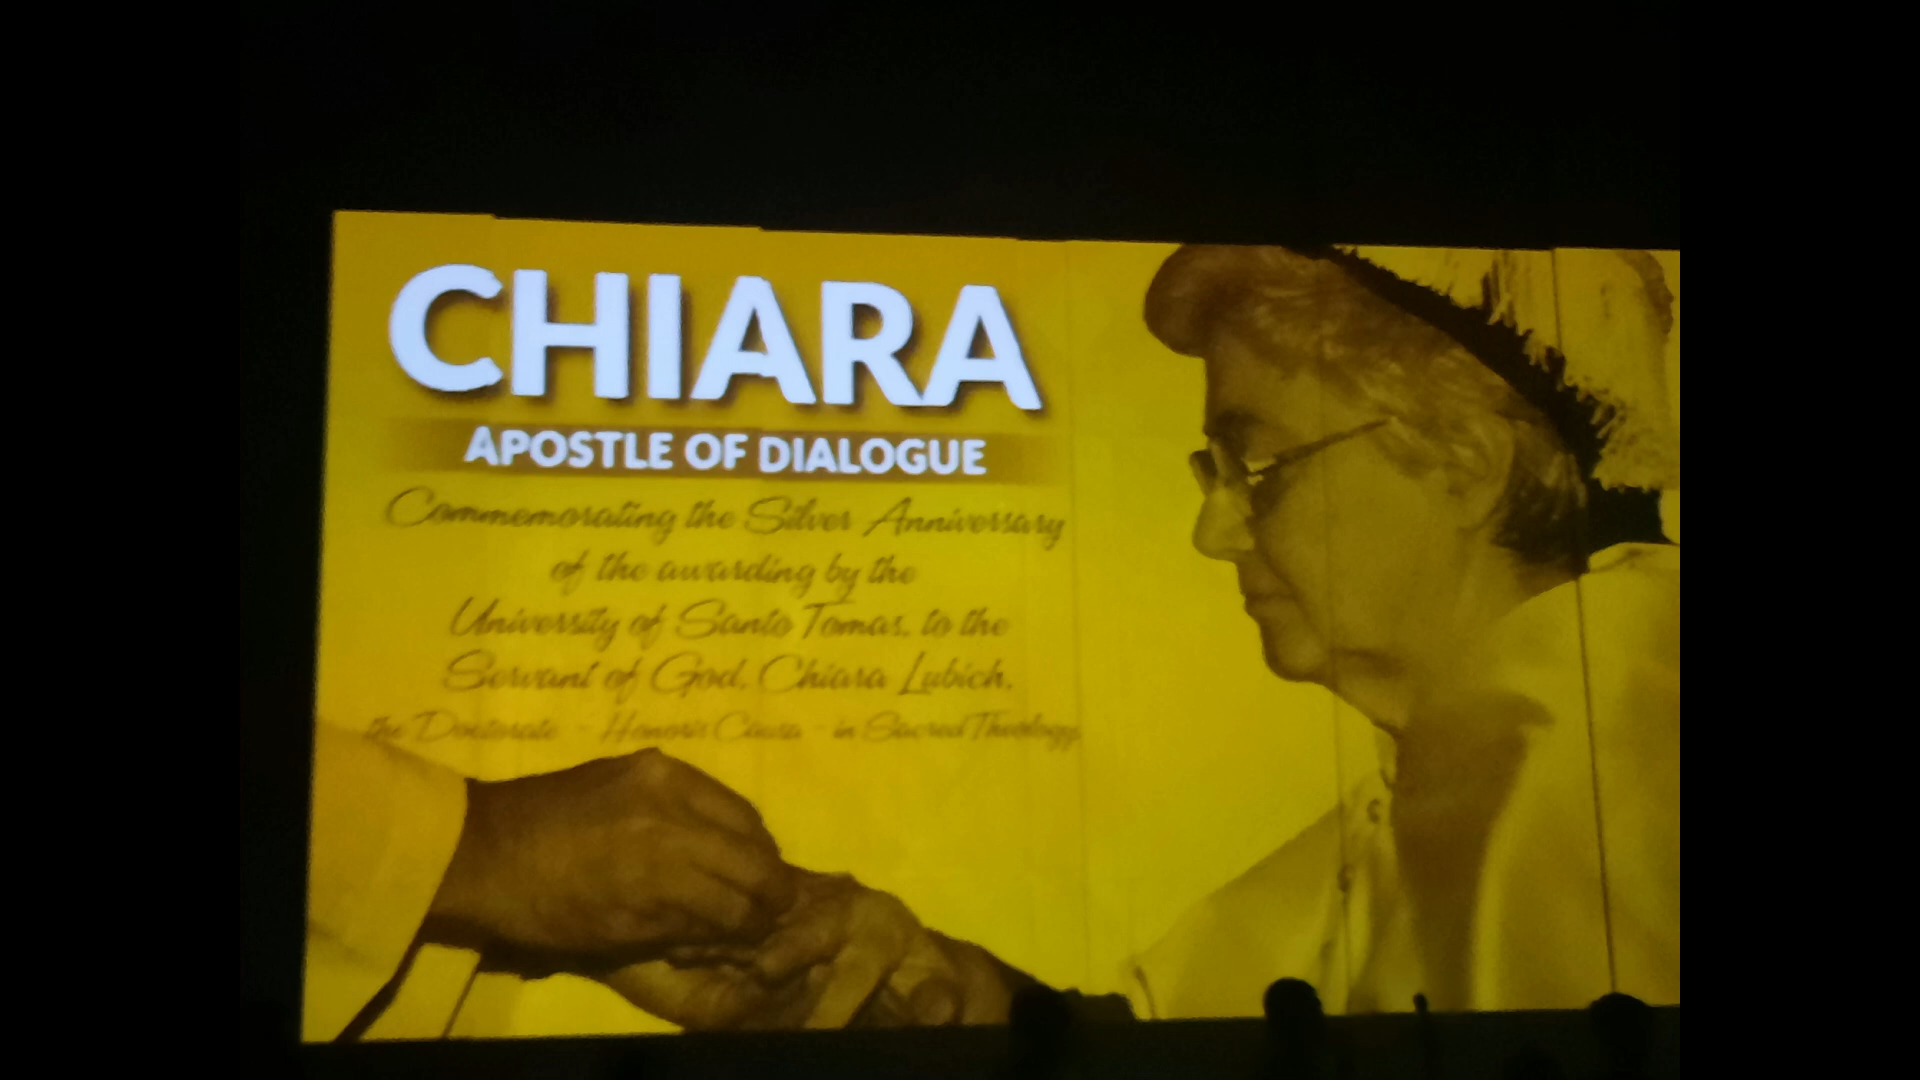 CHIARA
APOSTLE OF DIALOGUE
Commemorating the Silver Anniversary
of the awarding by the
University of Santo Tomas, to the
Servant of God, Chiara Lubich,
the Doctorate - Honoris Causa - in Sacred Theology